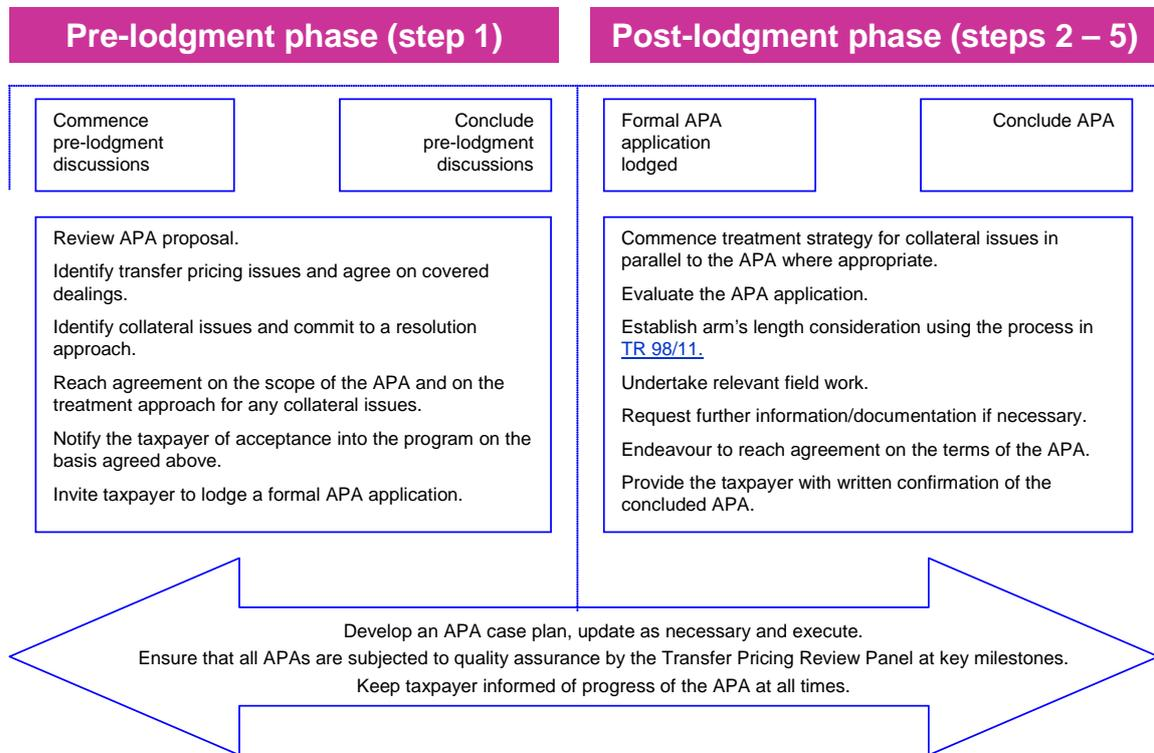 Pre-lodgment phase (step 1)
Post-lodgment phase (steps 2 – 5)
Commence
pre-lodgment
discussions
Conclude
pre-lodgment
discussions
Formal APA
application
lodged
Conclude APA
Review APA proposal.
Identify transfer pricing issues and agree on covered
dealings.
Identify collateral issues and commit to a resolution
approach.
Reach agreement on the scope of the APA and on the
treatment approach for any collateral issues.
Notify the taxpayer of acceptance into the program on the
basis agreed above.
Invite taxpayer to lodge a formal APA application.
Commence treatment strategy for collateral issues in
parallel to the APA where appropriate.
Evaluate the APA application.
Establish arm's length consideration using the process in
TR 98/11.
Undertake relevant field work.
Request further information/documentation if necessary.
Endeavour to reach agreement on the terms of the APA.
Provide the taxpayer with written confirmation of the
concluded APA.
Develop an APA case plan, update as necessary and execute.
Ensure that all APAs are subjected to quality assurance by the Transfer Pricing Review Panel at key milestones.
Keep taxpayer informed of progress of the APA at all times.